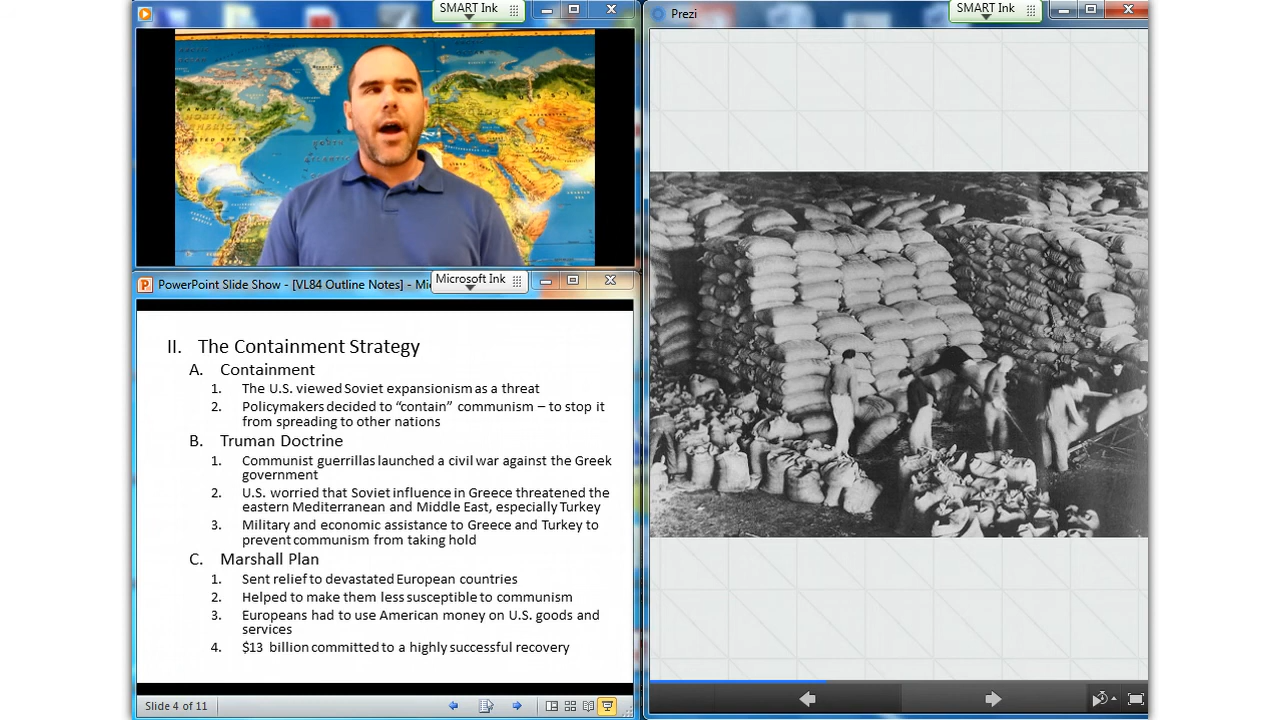 SMART Ink
SMART Ink
Prezi
PowerPoint Slide Show - [VL84 Outline Notes] - Mi
Microsoft Ink
II. The Containment Strategy
A. Containment
1. The U.S. viewed Soviet expansionism as a threat
2. Policymakers decided to “contain” communism – to stop it
from spreading to other nations
B. Truman Doctrine
1. Communist guerrillas launched a civil war against the Greek
government
2. U.S. worried that Soviet influence in Greece threatened the
eastern Mediterranean and Middle East, especially Turkey
3. Military and economic assistance to Greece and Turkey to
prevent communism from taking hold
C. Marshall Plan
1. Sent relief to devastated European countries
2. Helped to make them less susceptible to communism
3. Europeans had to use American money on U.S. goods and
services
4. $13 billion committed to a highly successful recovery
Slide 4 of 11